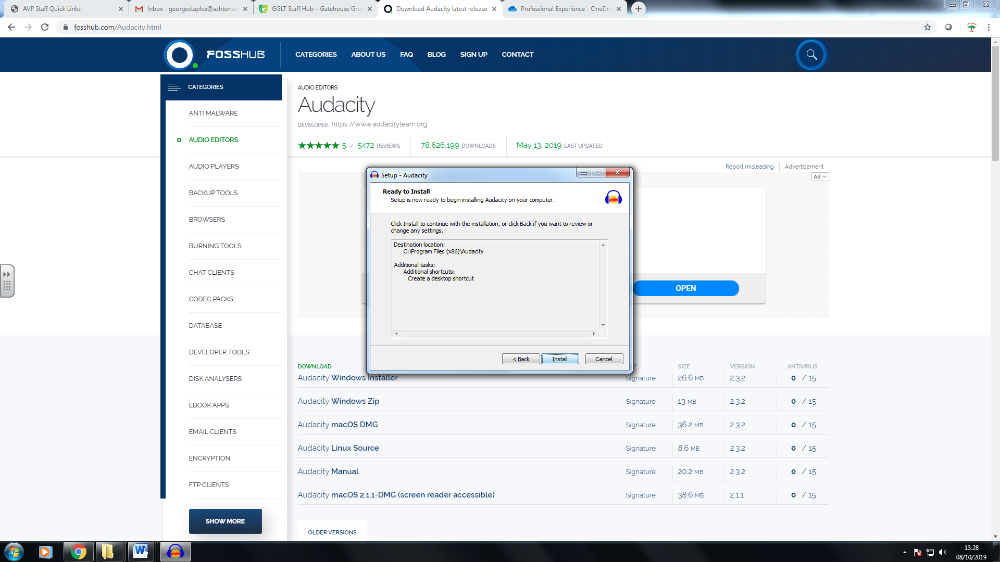 AVP Staff Quick Links
Inbox - georgestaples@ashtonva
GGLT Staff Hub – Gatehouse Gre
Download Audacity latest release
Professional Experience - OneDri
fosshub.com/Audacity.html
FOSSHUB
CATEGORIES ABOUT US FAQ BLOG SIGN UP CONTACT
CATEGORIES
ANTI MALWARE
AUDIO EDITORS
AUDIO PLAYERS
BACKUP TOOLS
BROWSERS
BURNING TOOLS
CHAT CLIENTS
CODEC PACKS
DATABASE
DEVELOPER TOOLS
DISK ANALYSERS
EBOOK APPS
EMAIL CLIENTS
ENCRYPTION
FTP CLIENTS
SHOW MORE
AUDIO EDITORS
Audacity
DEVELOPER: https://www.audacityteam.org
5 / 5472 REVIEWS 78,626,199 DOWNLOADS May 13, 2019 LAST UPDATED
Report misleading Advertisement
Ad
OPEN
Setup - Audacity
Ready to Install
Setup is now ready to begin installing Audacity on your computer.
Click Install to continue with the installation, or click Back if you want to review or
change any settings.
Destination location:
C:\Program Files (x86)\Audacity
Additional tasks:
Additional shortcuts:
Create a desktop shortcut
< Back Install Cancel
DOWNLOAD SIZE VERSION ANTIVIRUS
Audacity Windows Installer Signature 26.6 MB 2.3.2 0 / 15
Audacity Windows Zip Signature 13 MB 2.3.2 0 / 15
Audacity macOS DMG Signature 36.2 MB 2.3.2 0 / 15
Audacity Linux Source Signature 8.6 MB 2.3.2 0 / 15
Audacity Manual Signature 20.2 MB 2.3.2 0 / 15
Audacity macOS 2.1.1-DMG (screen reader accessible) Signature 38.6 MB 2.1.1 0 / 15
OLDER VERSIONS
13:28
08/10/2019